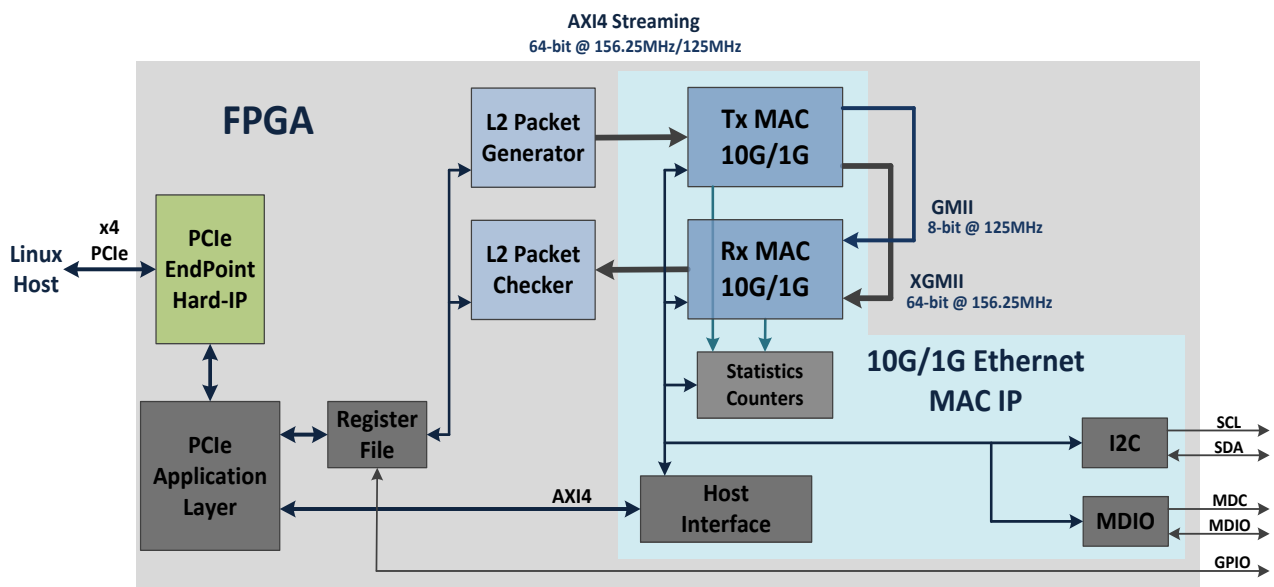 AXI4 Streaming
64-bit @ 156.25MHz/125MHz
FPGA
L2 Packet
Generator
Tx MAC
10G/1G
GMII
8-bit @ 125MHz
x4
PCIe
Linux
Host
PCIe
EndPoint
Hard-IP
L2 Packet
Checker
Rx MAC
10G/1G
XGMII
64-bit @ 156.25MHz
Statistics
Counters
10G/1G Ethernet
MAC IP
PCIe
Application
Layer
Register
File
I2C
SCL
SDA
AXI4
Host
Interface
MDIO
MDC
MDIO
GPIO